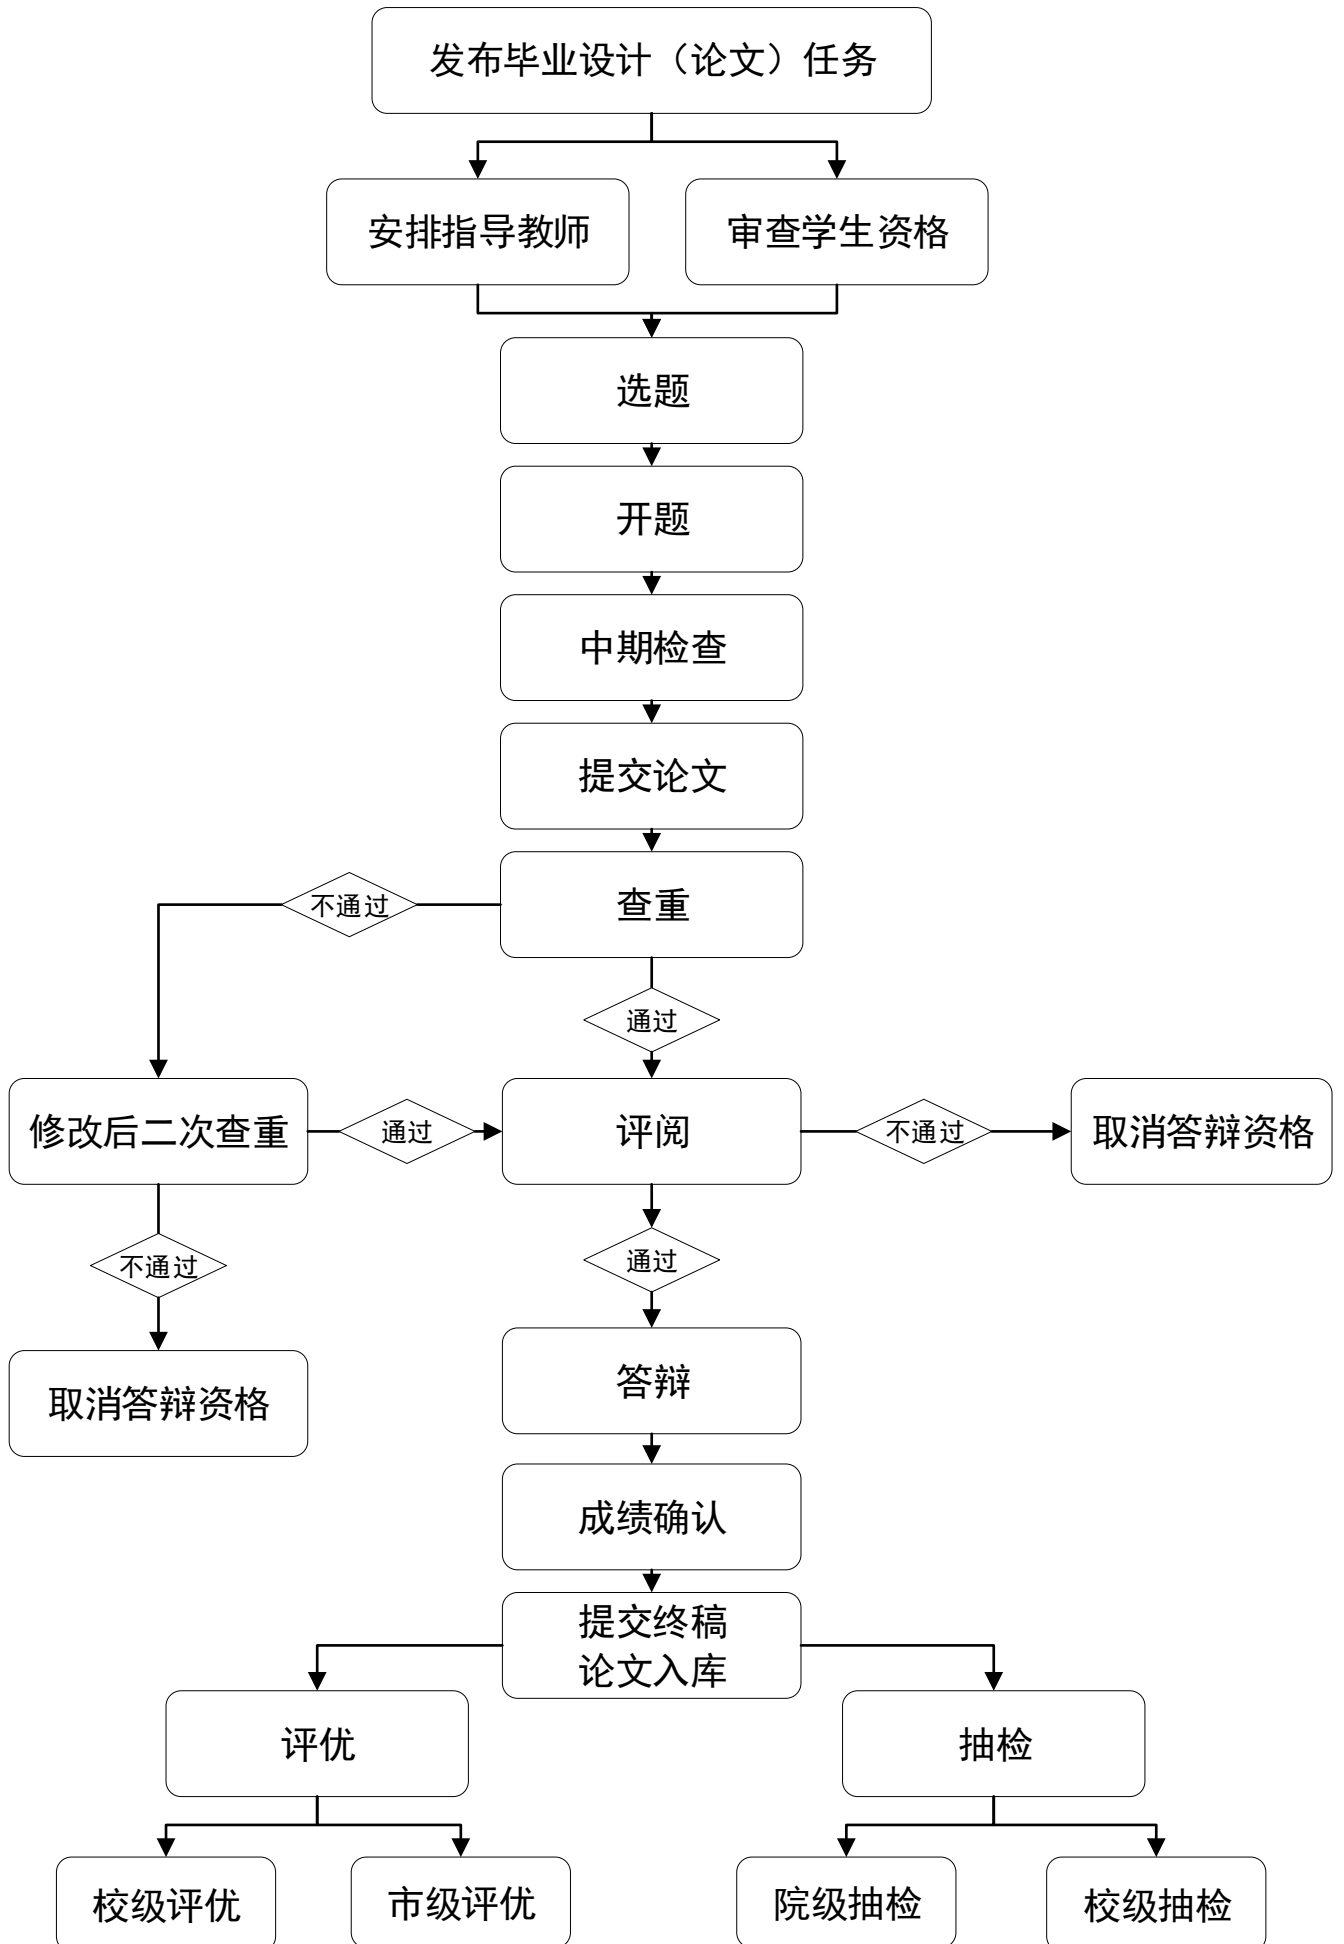 发布毕业设计（论文）任务
安排指导教师
审查学生资格
选题
开题
中期检查
提交论文
查重
不通过
通过
修改后二次查重
通过
评阅
不通过
取消答辩资格
不通过
通过
取消答辩资格
答辩
成绩确认
提交终稿
论文入库
评优
抽检
校级评优
市级评优
院级抽检
校级抽检